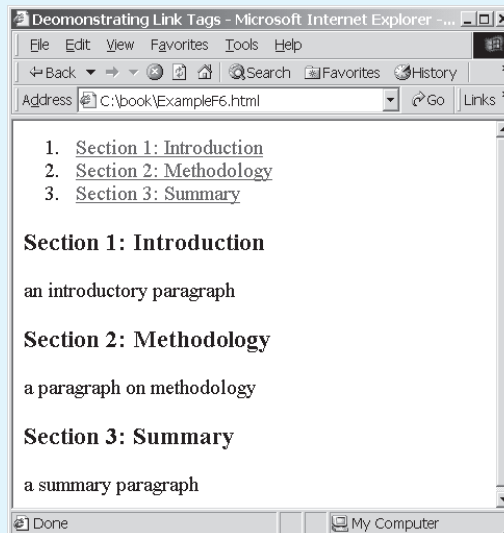 Deomonstrating Link Tags - Microsoft Internet Explorer -...
File Edit View Favorites Tools Help
Back Search Favorites History
Address C:\book\ExampleF6.html Go Links
1. Section 1: Introduction
2. Section 2: Methodology
3. Section 3: Summary
Section 1: Introduction
an introductory paragraph
Section 2: Methodology
a paragraph on methodology
Section 3: Summary
a summary paragraph
Done My Computer